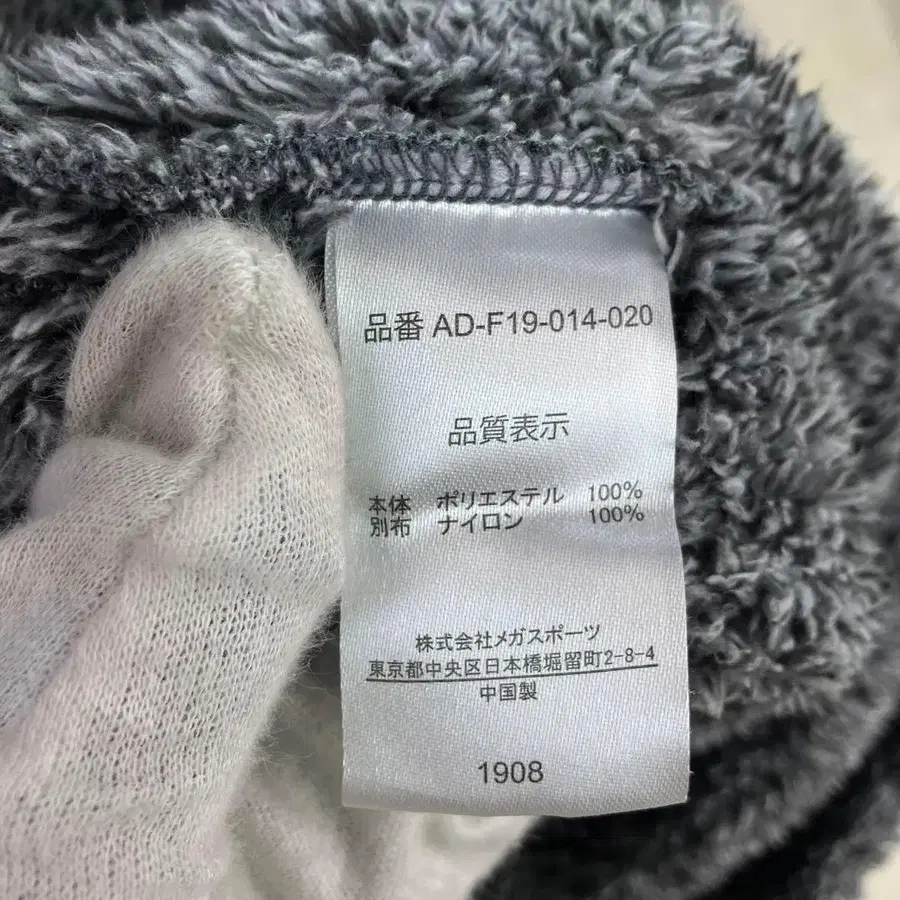 品番 AD-F19-014-020
品質表示
本体 ポリエステル 100%
別布 ナイロン 100%
株式会社メガスポーツ
東京都中央区日本橋堀留町2-8-4
中国製
1908